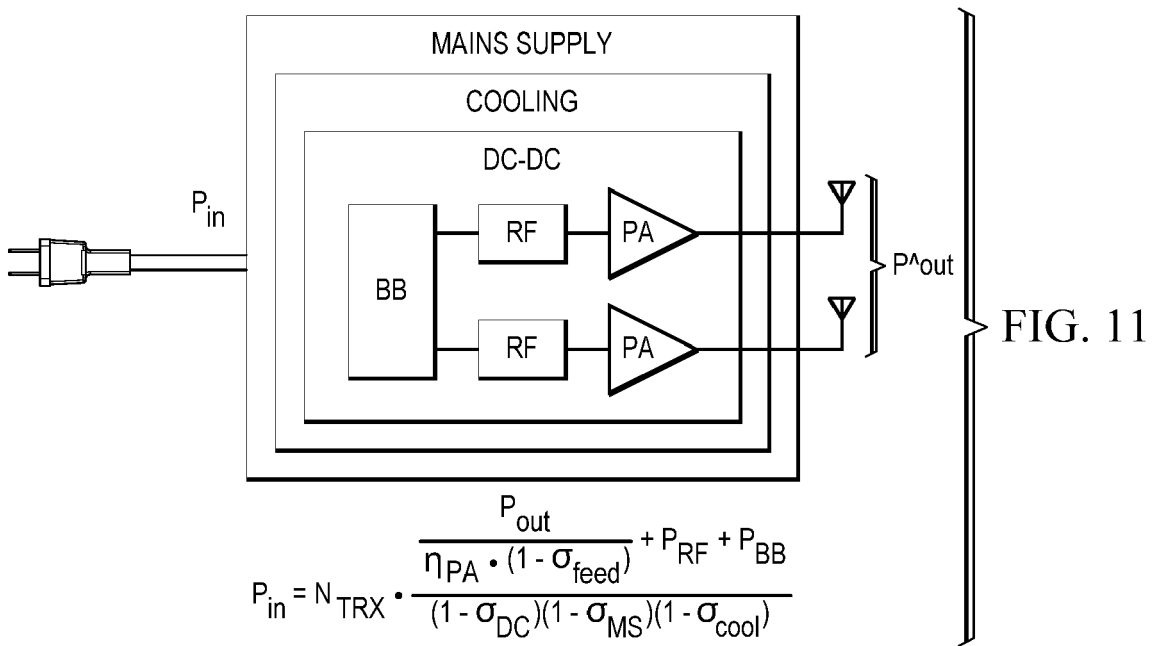 MAINS SUPPLY
COOLING
DC-DC
P_in
RF
PA
BB
P^out
RF
PA
FIG. 11
P_in = N_TRX • (P_out / (η_PA • (1 - σ_feed)) + P_RF + P_BB) / ((1 - σ_DC)(1 - σ_MS)(1 - σ_cool))